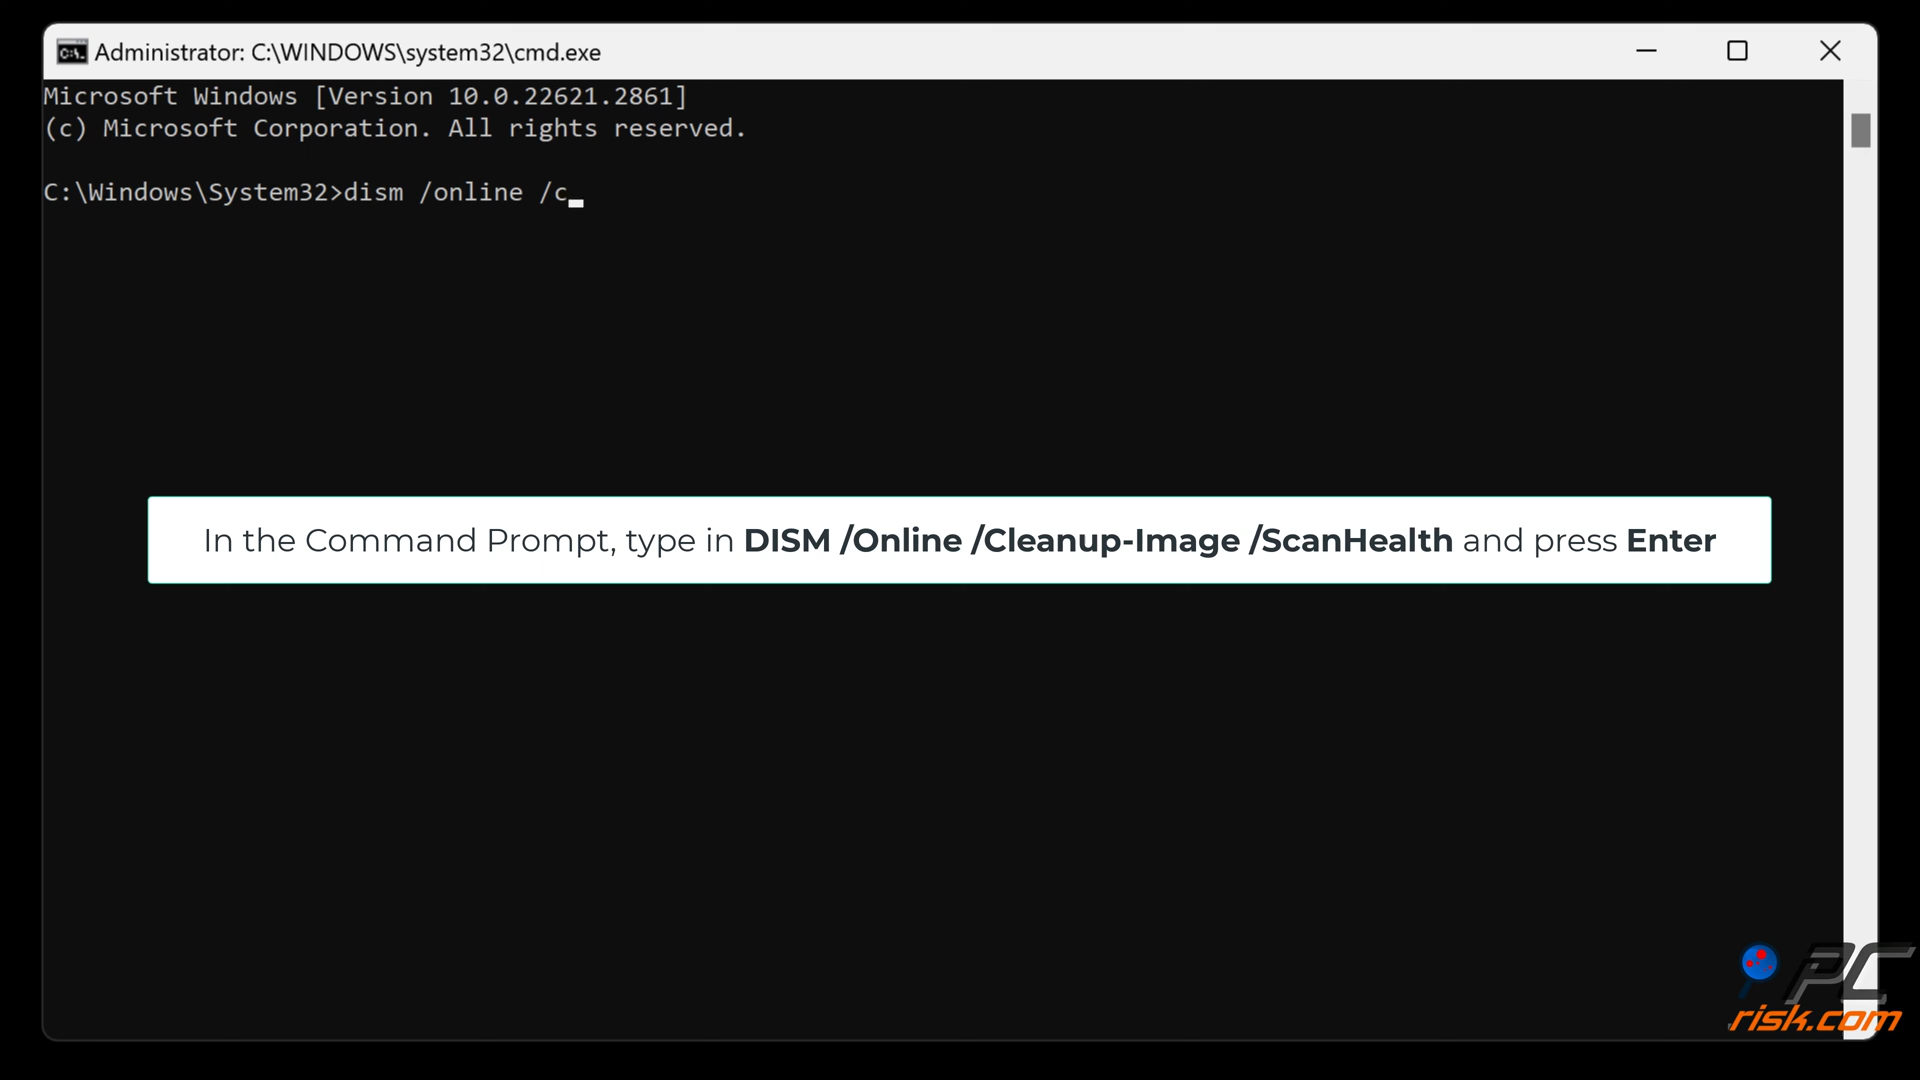 Administrator: C:\WINDOWS\system32\cmd.exe
Microsoft Windows [Version 10.0.22621.2861]
(c) Microsoft Corporation. All rights reserved.
C:\Windows\System32>dism /online /c
In the Command Prompt, type in DISM /Online /Cleanup-Image /ScanHealth and press Enter
PC
risk.com